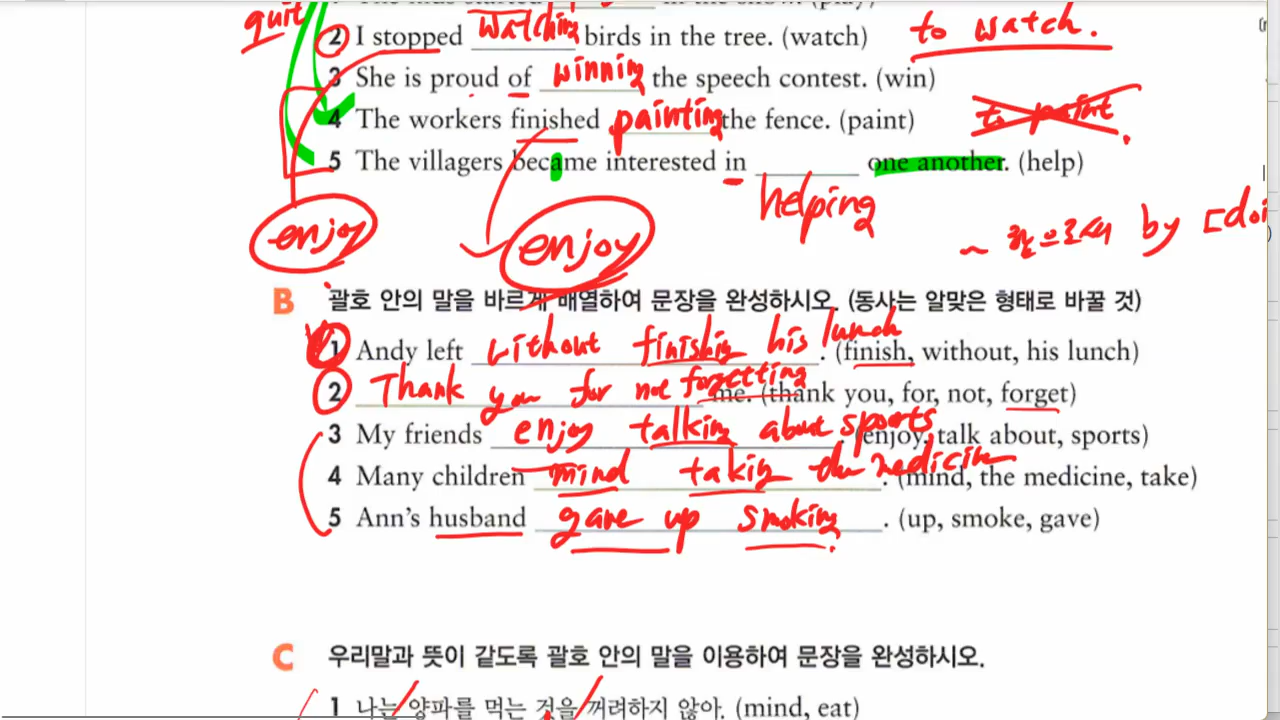 quit
2 I stopped watching birds in the tree. (watch) to watch.
3 She is proud of winning the speech contest. (win)
4 The workers finished painting the fence. (paint) to paint.
5 The villagers became interested in ________ one another. (help)
helping
enjoy enjoy
~ 함으로써 by [doi
B 괄호 안의 말을 바르게 배열하여 문장을 완성하시오. (동사는 알맞은 형태로 바꿀 것)
1 Andy left without finishing his lunch. (finish, without, his lunch)
2 Thank you for not forgetting me. (thank you, for, not, forget)
3 My friends enjoy talking about sports. (enjoy, talk about, sports)
4 Many children mind taking the medicine. (mind, the medicine, take)
5 Ann's husband gave up smoking. (up, smoke, gave)
C 우리말과 뜻이 같도록 괄호 안의 말을 이용하여 문장을 완성하시오.
1 나는 양파를 먹는 것을 꺼려하지 않아. (mind, eat)